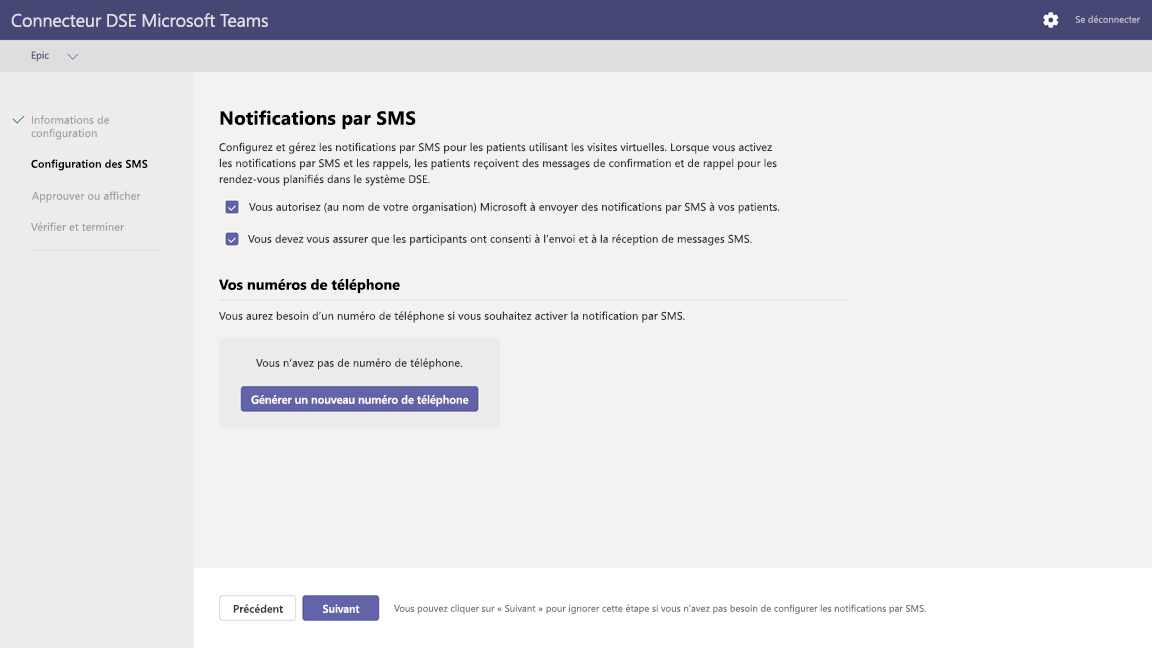 Connecteur DSE Microsoft Teams
Se déconnecter
Epic
Informations de
configuration
Configuration des SMS
Approuver ou afficher
Vérifier et terminer
Notifications par SMS
Configurez et gérez les notifications par SMS pour les patients utilisant les visites virtuelles. Lorsque vous activez
les notifications par SMS et les rappels, les patients reçoivent des messages de confirmation et de rappel pour les
rendez-vous planifiés dans le système DSE.
Vous autorisez (au nom de votre organisation) Microsoft à envoyer des notifications par SMS à vos patients.
Vous devez vous assurer que les participants ont consenti à l’envoi et à la réception de messages SMS.
Vos numéros de téléphone
Vous aurez besoin d’un numéro de téléphone si vous souhaitez activer la notification par SMS.
Vous n’avez pas de numéro de téléphone.
Générer un nouveau numéro de téléphone
Précédent
Suivant
Vous pouvez cliquer sur « Suivant » pour ignorer cette étape si vous n’avez pas besoin de configurer les notifications par SMS.